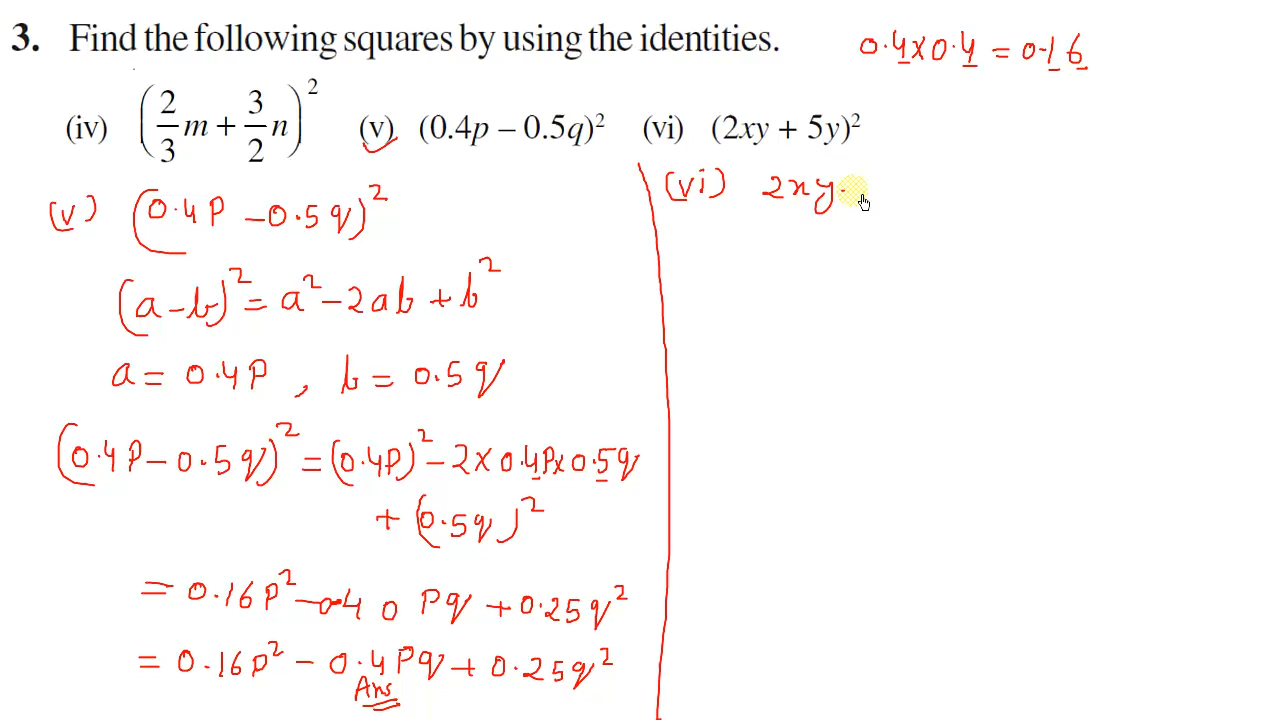 3. Find the following squares by using the identities.
0.4×0.4 = 0.16
(iv) (2/3 m + 3/2 n)² (v) (0.4p – 0.5q)² (vi) (2xy + 5y)²
(v) (0.4p – 0.5q)²
(a – b)² = a² – 2ab + b²
a = 0.4p , b = 0.5q
(0.4p – 0.5q)² = (0.4p)² – 2 × 0.4p × 0.5q
+ (0.5q)²
= 0.16p² – 0.40 pq + 0.25q²
= 0.16p² – 0.4pq + 0.25q²
Ans
(vi) 2xy